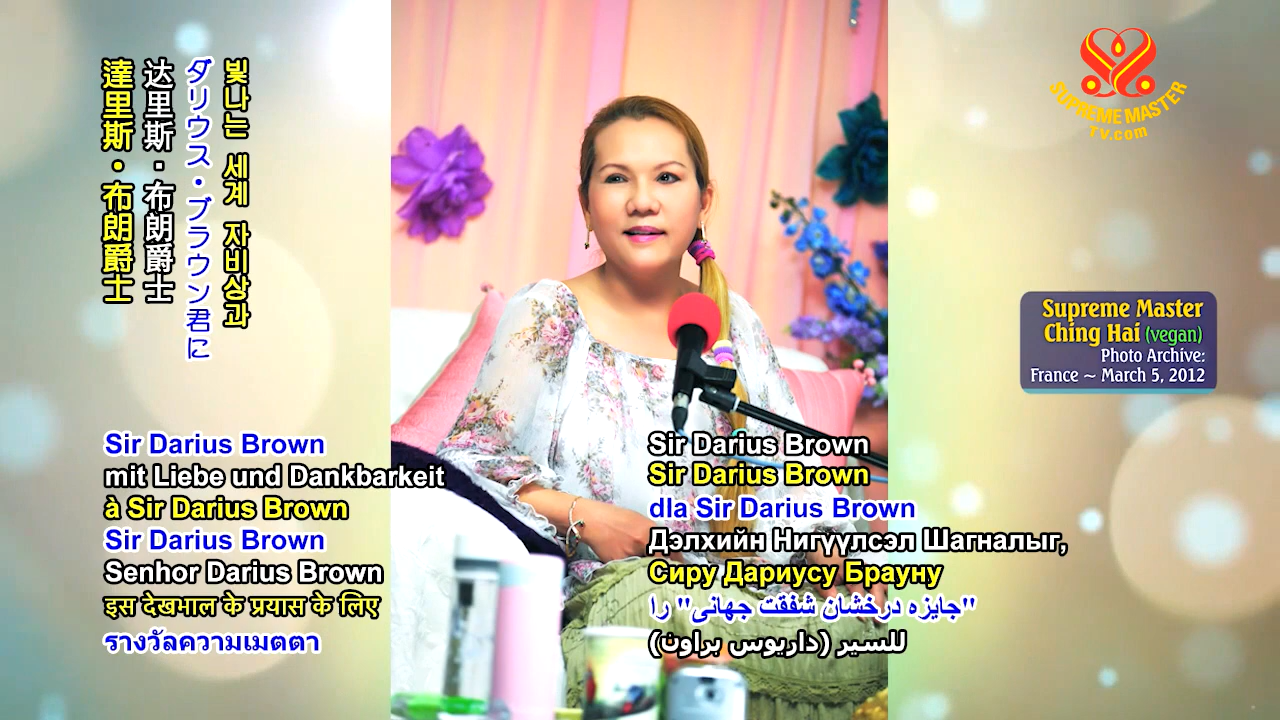 達里斯・布朗爵士
达里斯・布朗爵士
ダリウス・ブラウン君に
빛나는 세계 자비상과
SUPREME MASTER
TV.com
Supreme Master
Ching Hai (vegan)
Photo Archive:
France ~ March 5, 2012
Sir Darius Brown
mit Liebe und Dankbarkeit
à Sir Darius Brown
Sir Darius Brown
Senhor Darius Brown
इस देखभाल के प्रयास के लिए
รางวัลความเมตตา
Sir Darius Brown
Sir Darius Brown
dla Sir Darius Brown
Дэлхийн Нигүүлсэл Шагналыг,
Сиру Дариусу Брауну
"جایزه درخشان شفقت جهانی" را
للسير (داريوس براون)